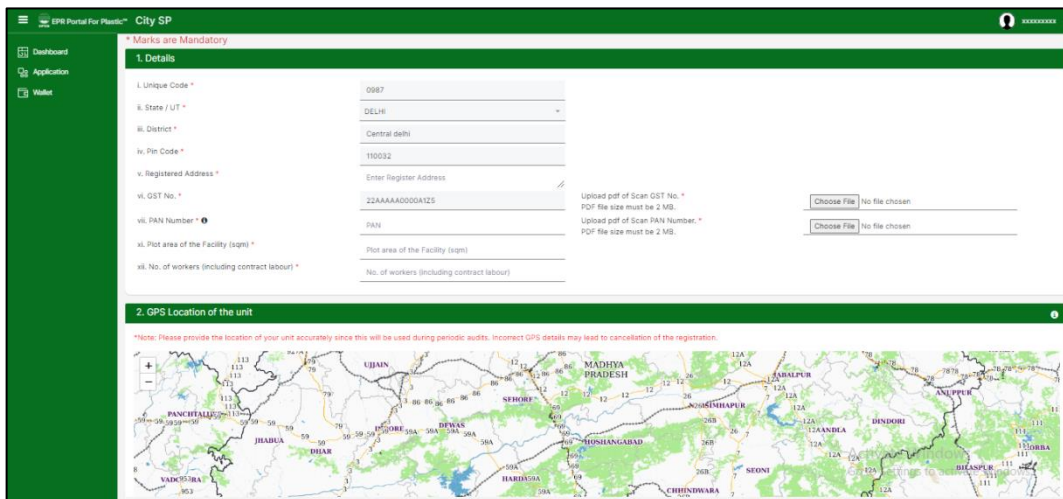 EPR Portal For Plastic™ City SP
xxxxxxxxx
Dashboard
Application
Wallet
* Marks are Mandatory
1. Details
i. Unique Code *
0987
ii. State / UT *
DELHI
iii. District *
Central delhi
iv. Pin Code *
110032
v. Registered Address *
Enter Register Address
vi. GST No. *
22AAAAA0000A1Z5
Upload pdf of Scan GST No. *
PDF file size must be 2 MB.
Choose File No file chosen
vii. PAN Number *
PAN
Upload pdf of Scan PAN Number. *
PDF file size must be 2 MB.
Choose File No file chosen
xi. Plot area of the Facility (sqm) *
Plot area of the Facility (sqm)
xii. No. of workers (including contract labour) *
No. of workers (including contract labour)
2. GPS Location of the unit
*Note: Please provide the location of your unit accurately since this will be used during periodic audits. Incorrect GPS details may lead to cancellation of the registration.
+
−
UJJAIN
MADHYA
PRADESH
SEHORE
ANUPPUR
DEWAS
DINDORI
JHABUA
DHAR
HOSHANGABAD
SEONI
BILASPUR
CHHINDWARA